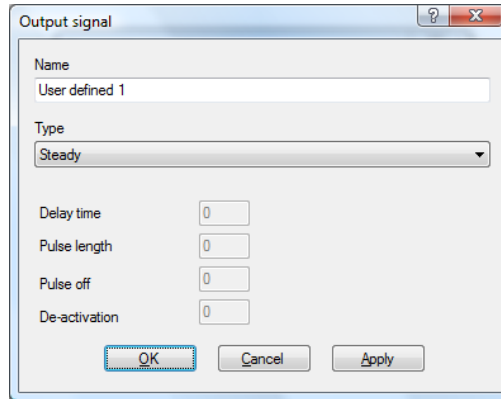 Output signal
Name
User defined 1
Type
Steady
Delay time 0
Pulse length 0
Pulse off 0
De-activation 0
OK Cancel Apply